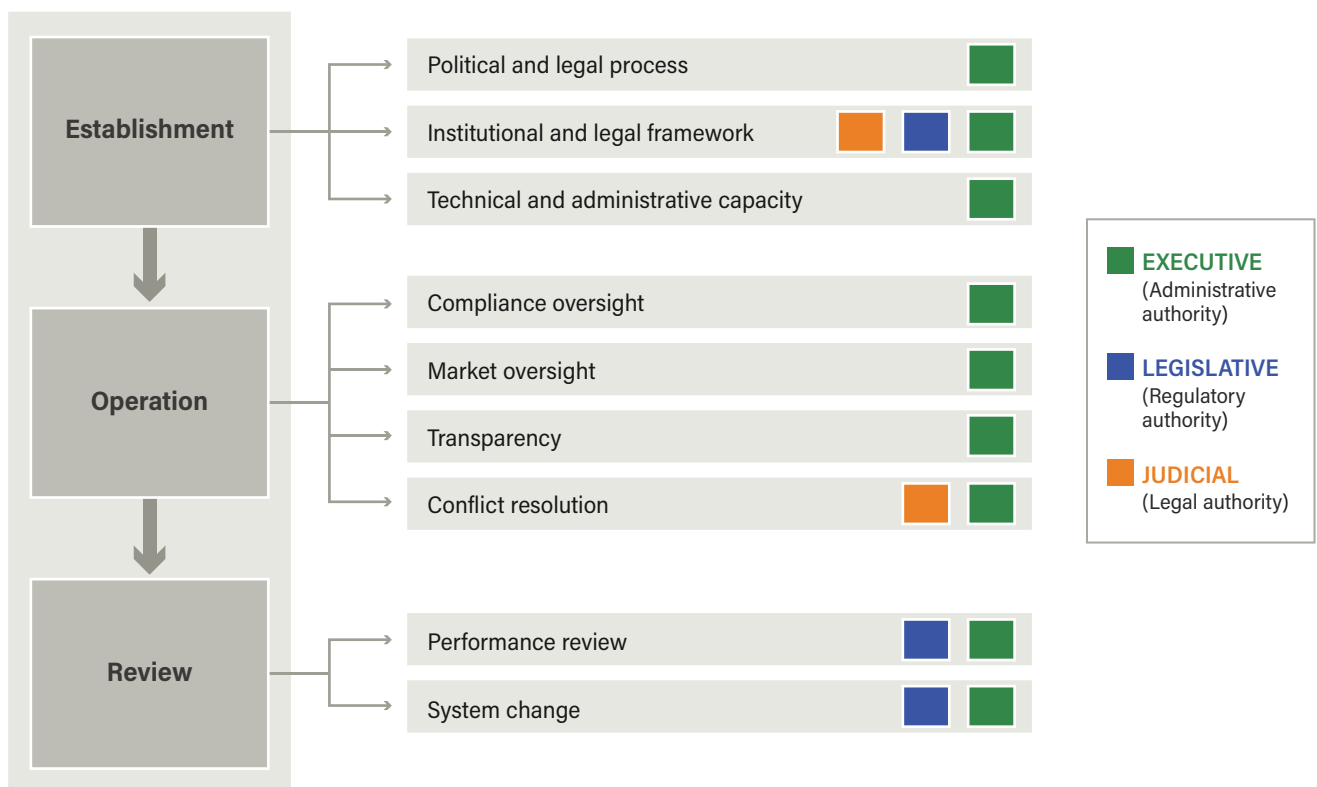 Establishment
Political and legal process
Institutional and legal framework
Technical and administrative capacity
Operation
Compliance oversight
Market oversight
Transparency
Conflict resolution
Review
Performance review
System change
EXECUTIVE
(Administrative
authority)
LEGISLATIVE
(Regulatory
authority)
JUDICIAL
(Legal authority)